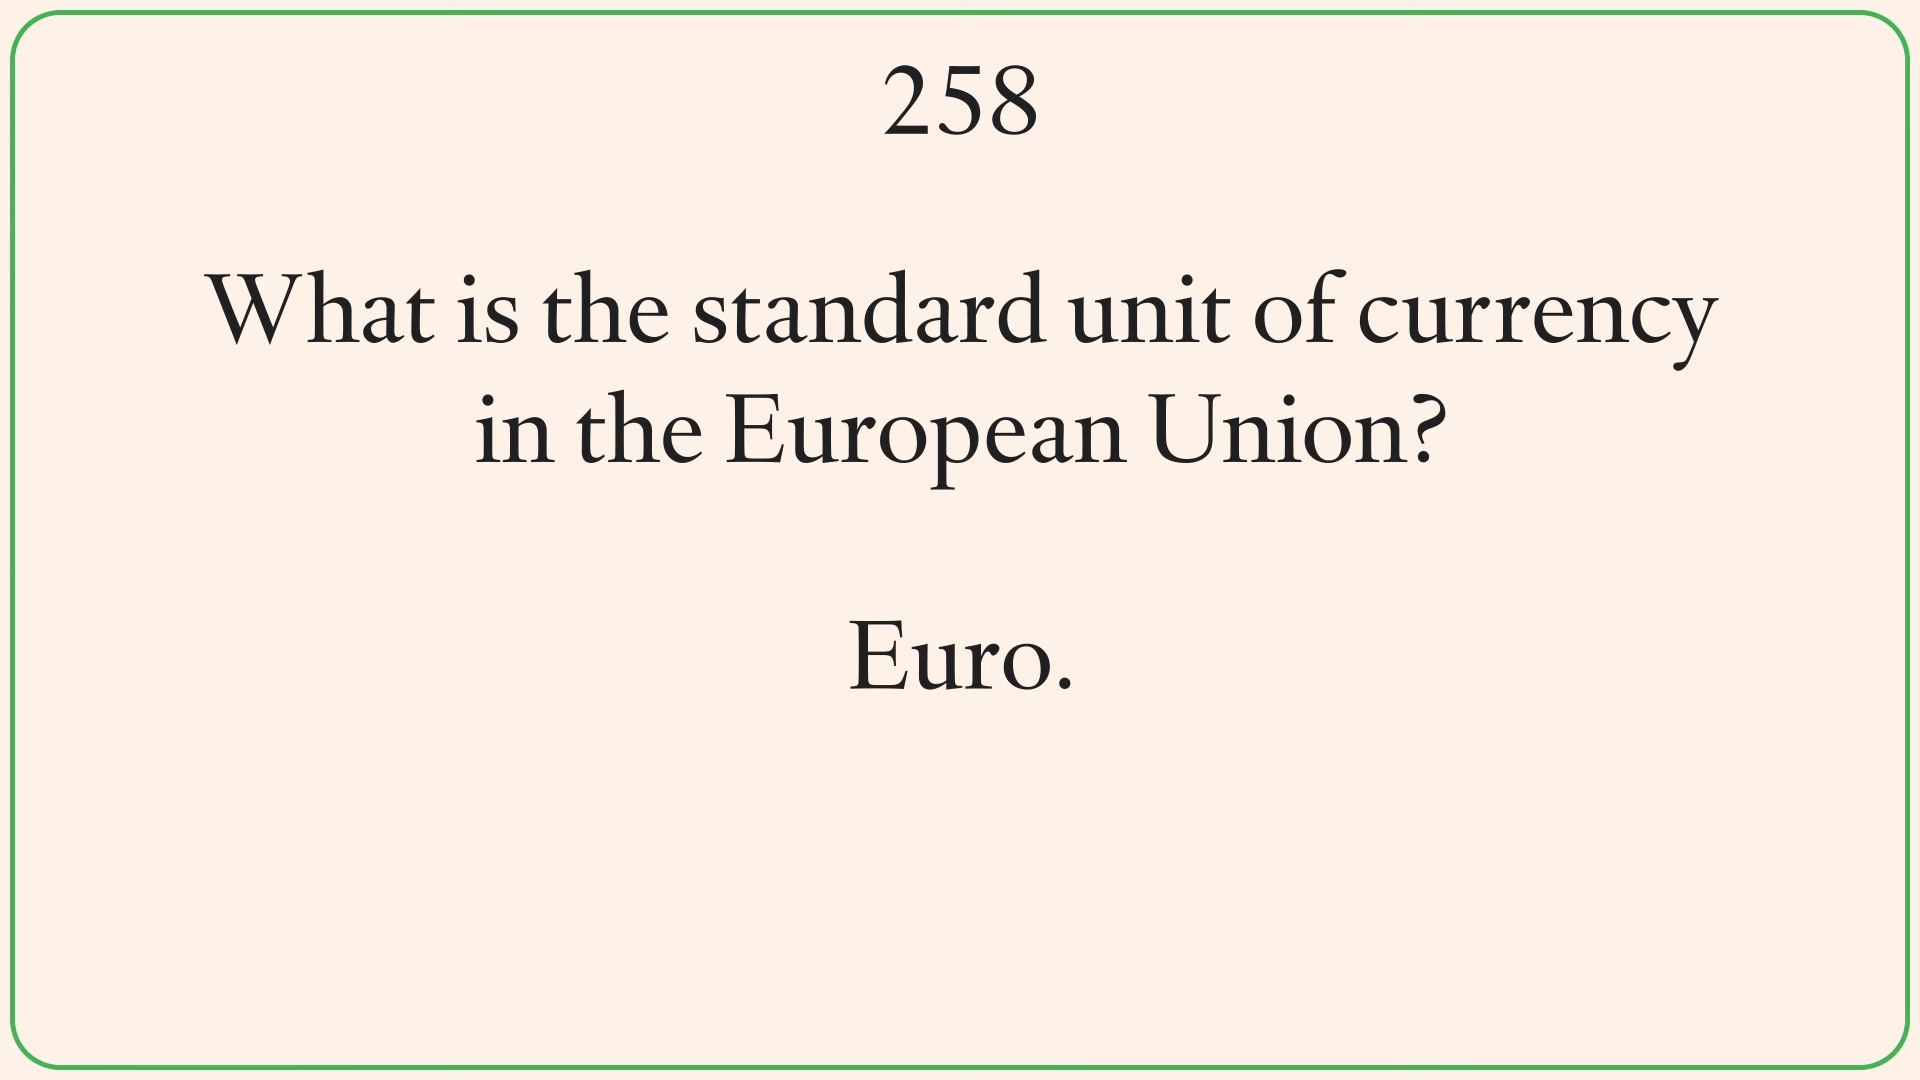 258
What is the standard unit of currency
in the European Union?
Euro.